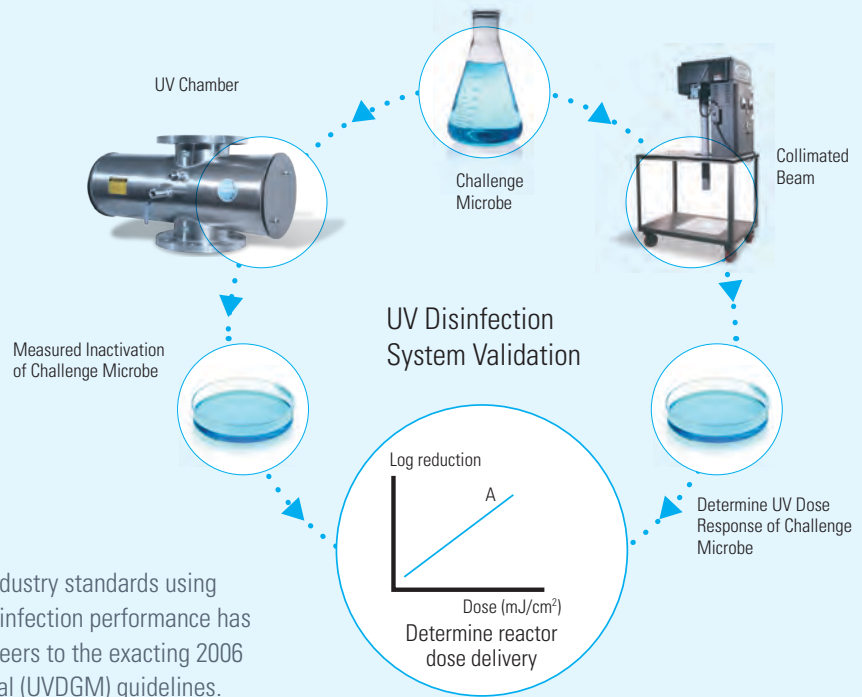 UV Chamber
Challenge
Microbe
Collimated
Beam
UV Disinfection
System Validation
Measured Inactivation
of Challenge Microbe
Log reduction
A
Dose (mJ/cm²)
Determine reactor
dose delivery
Determine UV Dose
Response of Challenge
Microbe
dustry standards using
infection performance has
eers to the exacting 2006
al (UVDGM) guidelines.